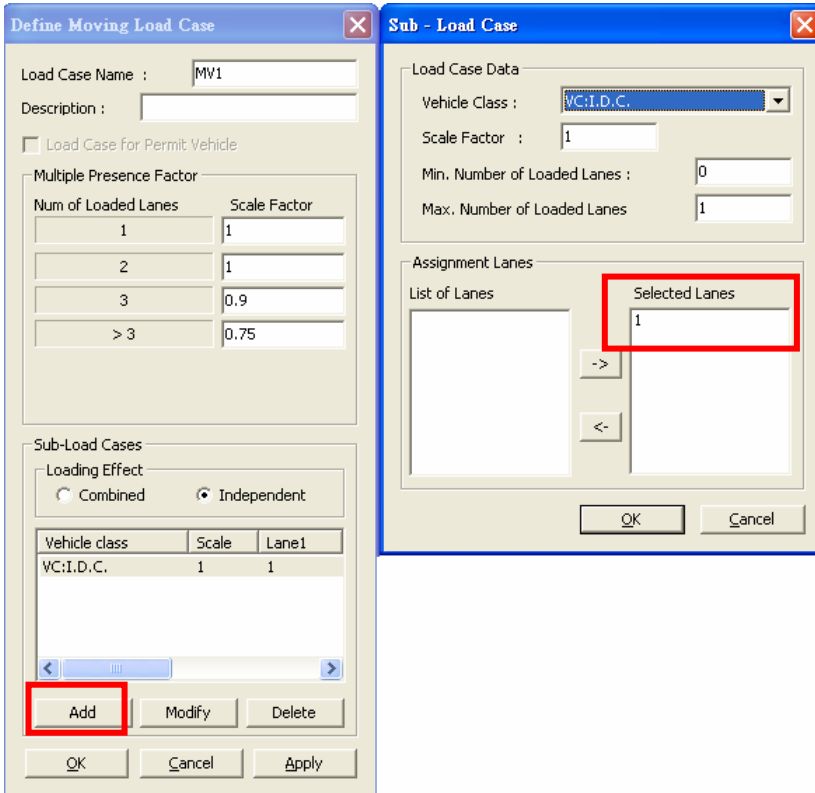 Define Moving Load Case
Load Case Name :
MV1
Description :
Load Case for Permit Vehicle
Multiple Presence Factor
Num of Loaded Lanes Scale Factor
1 1
2 1
3 0.9
> 3 0.75
Sub-Load Cases
Loading Effect
Combined Independent
Vehicle class Scale Lane1
VC:I.D.C. 1 1
Add Modify Delete
OK Cancel Apply
Sub - Load Case
Load Case Data
Vehicle Class : VC:I.D.C.
Scale Factor : 1
Min. Number of Loaded Lanes : 0
Max. Number of Loaded Lanes 1
Assignment Lanes
List of Lanes Selected Lanes
1
->
<-
OK Cancel